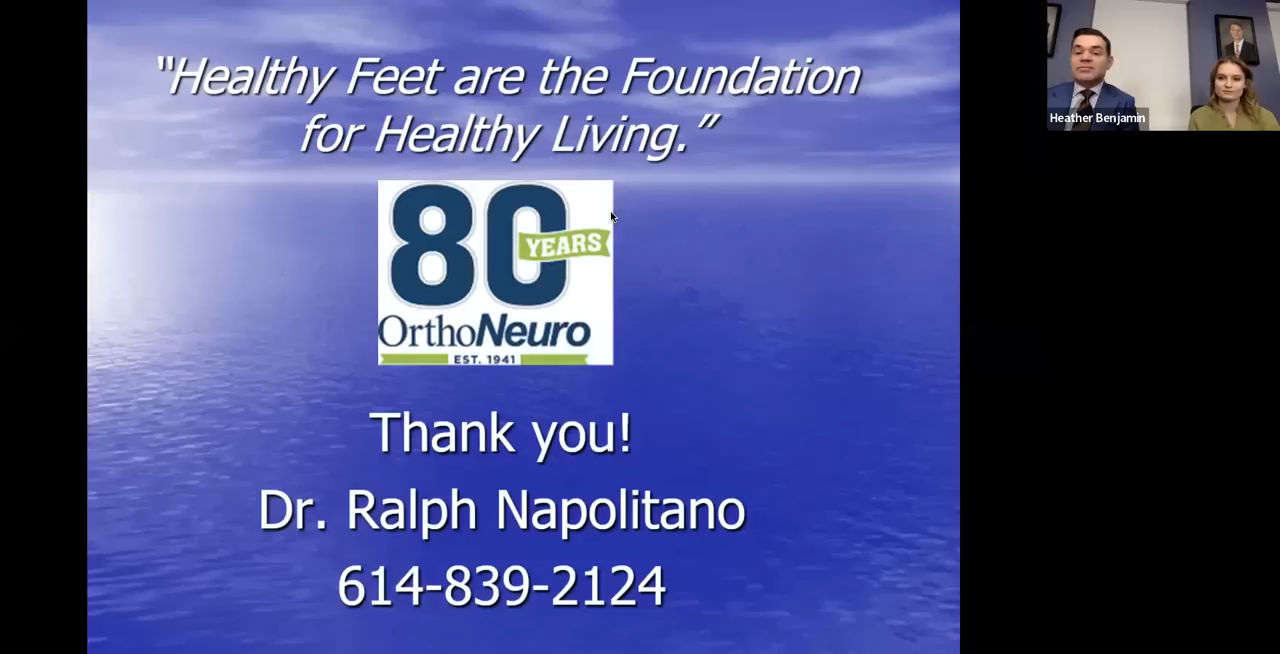 “Healthy Feet are the Foundation
for Healthy Living.”
80
YEARS
OrthoNeuro
EST. 1941
Thank you!
Dr. Ralph Napolitano
614-839-2124
Heather Benjamin